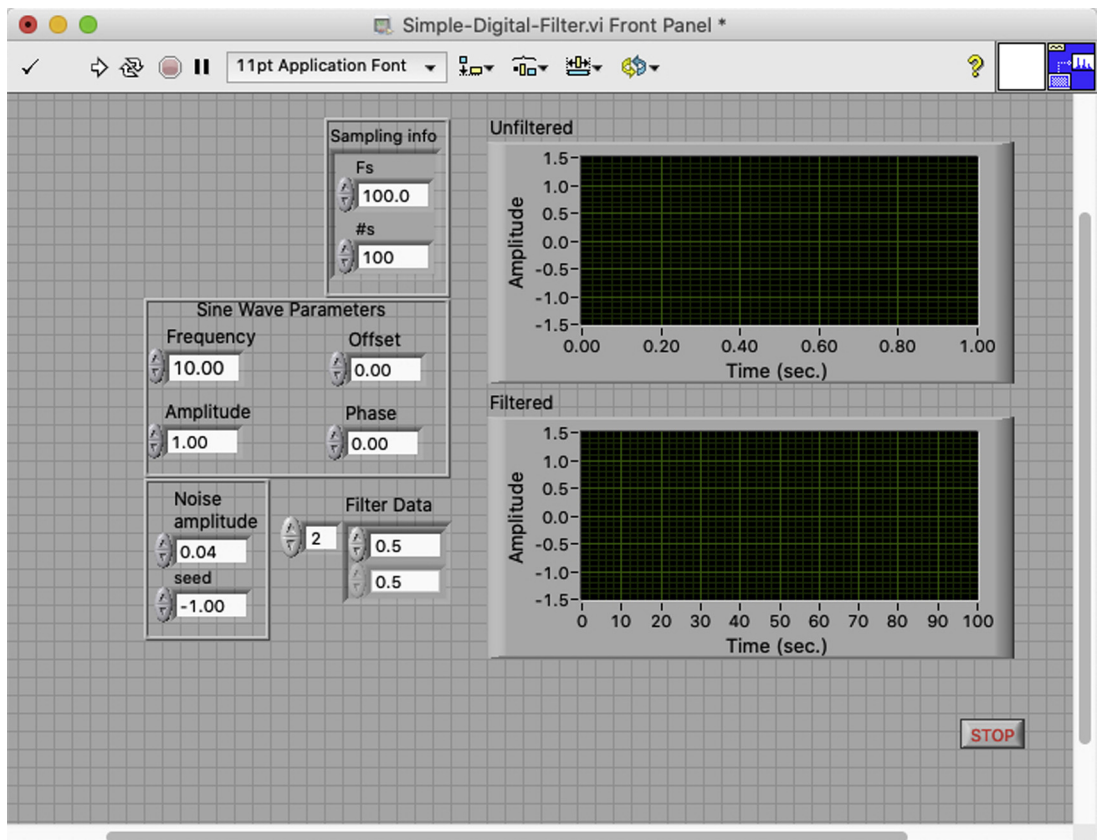 Simple-Digital-Filter.vi Front Panel *
11pt Application Font
?
Sampling info
Fs
100.0
#s
100
Sine Wave Parameters
Frequency
Offset
10.00
0.00
Amplitude
Phase
1.00
0.00
Noise
amplitude
0.04
seed
-1.00
Filter Data
2
0.5
0.5
Unfiltered
Amplitude
1.5
1.0
0.5
0.0
-0.5
-1.0
-1.5
0.00 0.20 0.40 0.60 0.80 1.00
Time (sec.)
Filtered
Amplitude
1.5
1.0
0.5
0.0
-0.5
-1.0
-1.5
0 10 20 30 40 50 60 70 80 90 100
Time (sec.)
STOP